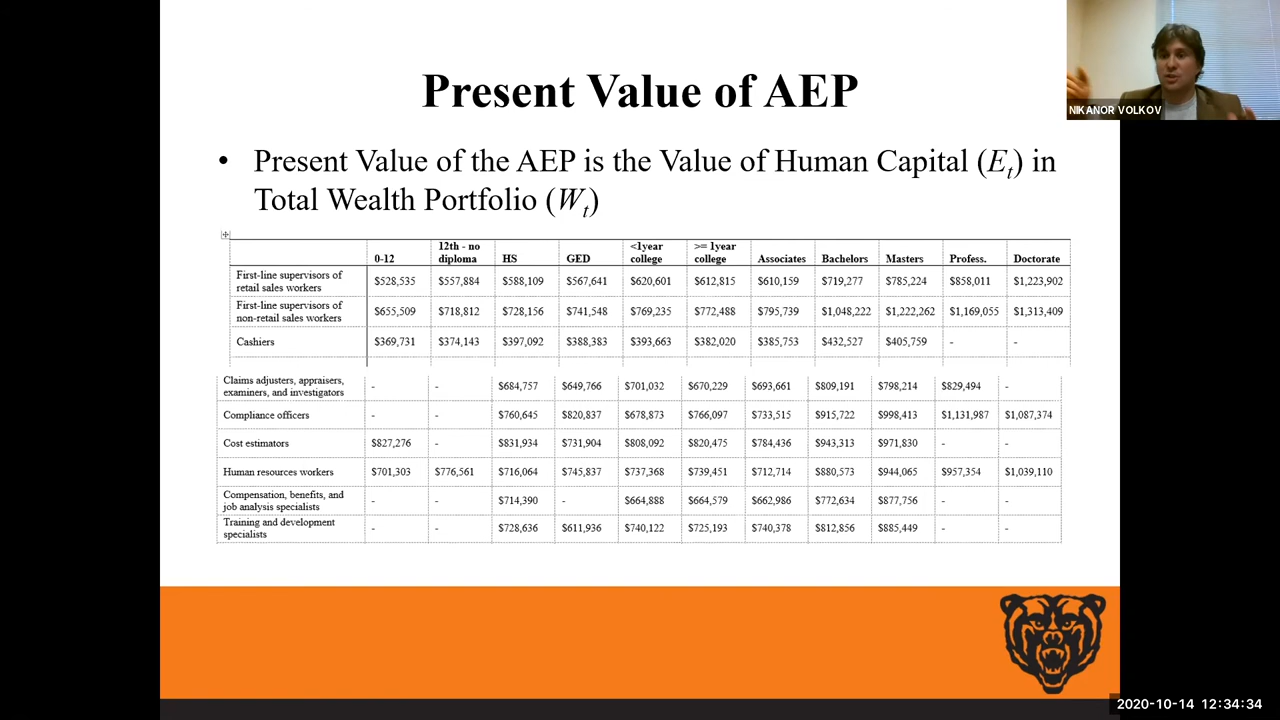 Present Value of AEP
NIKANOR VOLKOV
• Present Value of the AEP is the Value of Human Capital (Et) in
Total Wealth Portfolio (Wt)
0-12 12th - no diploma HS GED <1year college >= 1year college Associates Bachelors Masters Profess. Doctorate
First-line supervisors of retail sales workers $528,535 $557,884 $588,109 $567,641 $620,601 $612,815 $610,159 $719,277 $785,224 $858,011 $1,223,902
First-line supervisors of non-retail sales workers $655,509 $718,812 $728,156 $741,548 $769,235 $772,488 $795,739 $1,048,222 $1,222,262 $1,169,055 $1,313,409
Cashiers $369,731 $374,143 $397,092 $388,383 $393,663 $382,020 $385,753 $432,527 $405,759 - -
Claims adjusters, appraisers, examiners, and investigators - - $684,757 $649,766 $701,032 $670,229 $693,661 $809,191 $798,214 $829,494 -
Compliance officers - - $760,645 $820,837 $678,873 $766,097 $733,515 $915,722 $998,413 $1,131,987 $1,087,374
Cost estimators $827,276 - $831,934 $731,904 $808,092 $820,475 $784,436 $943,313 $971,830 - -
Human resources workers $701,303 $776,561 $716,064 $745,837 $737,368 $739,451 $712,714 $880,573 $944,065 $957,354 $1,039,110
Compensation, benefits, and job analysis specialists - - $714,390 - $664,888 $664,579 $662,986 $772,634 $877,756 - -
Training and development specialists - - $728,636 $611,936 $740,122 $725,193 $740,378 $812,856 $885,449 - -
2020-10-14 12:34:34